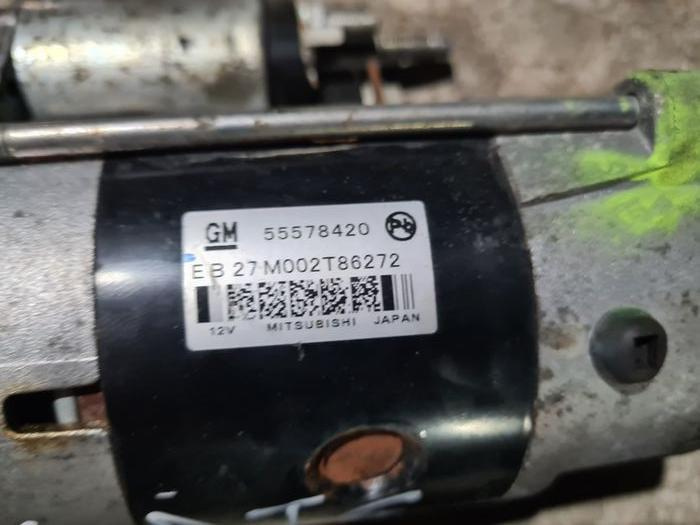 GM 55578420 Pb
EB 27 M002T86272
12V MITSUBISHI JAPAN